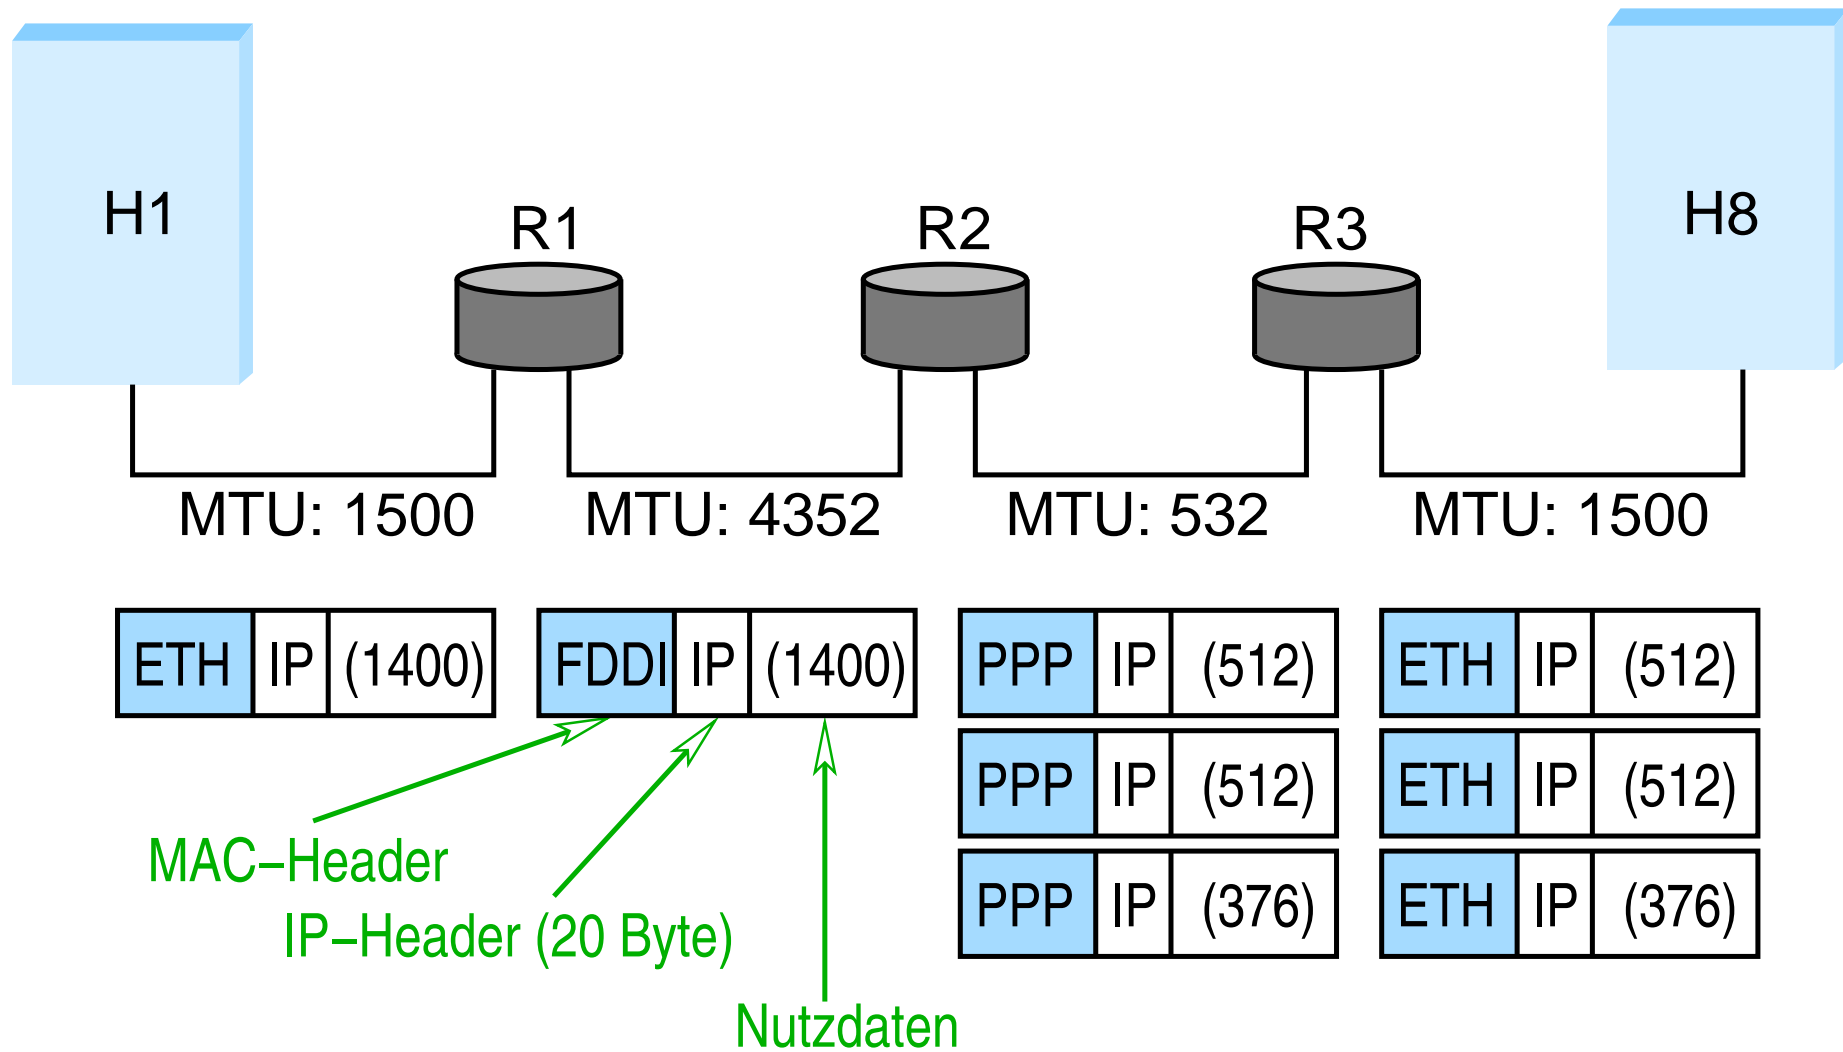 H1
R1
R2
R3
H8
MTU: 1500
MTU: 4352
MTU: 532
MTU: 1500
ETH IP (1400)
FDDI IP (1400)
PPP IP (512)
ETH IP (512)
PPP IP (512)
ETH IP (512)
PPP IP (376)
ETH IP (376)
MAC–Header
IP–Header (20 Byte)
Nutzdaten